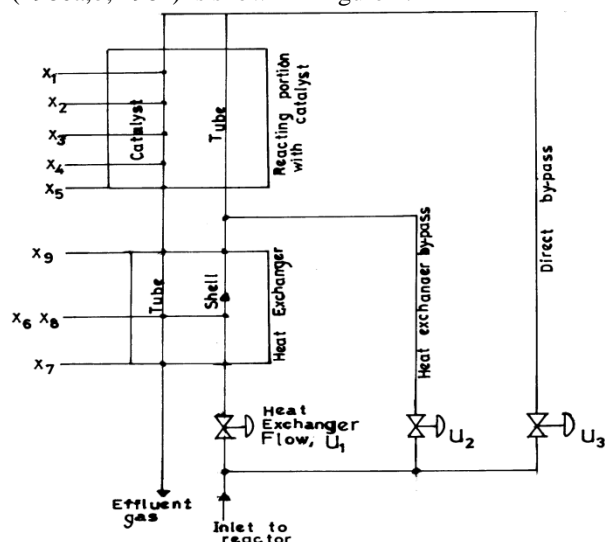 X1
X2
X3
X4
X5
Catalyst
Tube
Reacting portion
with catalyst
Direct by-pass
X9
X6 X8
X7
Tube
Shell
Heat Exchanger
Heat exchanger by-pass
Heat
Exchanger
Flow, U1
U2
U3
Effluent
gas
Inlet to
reactor